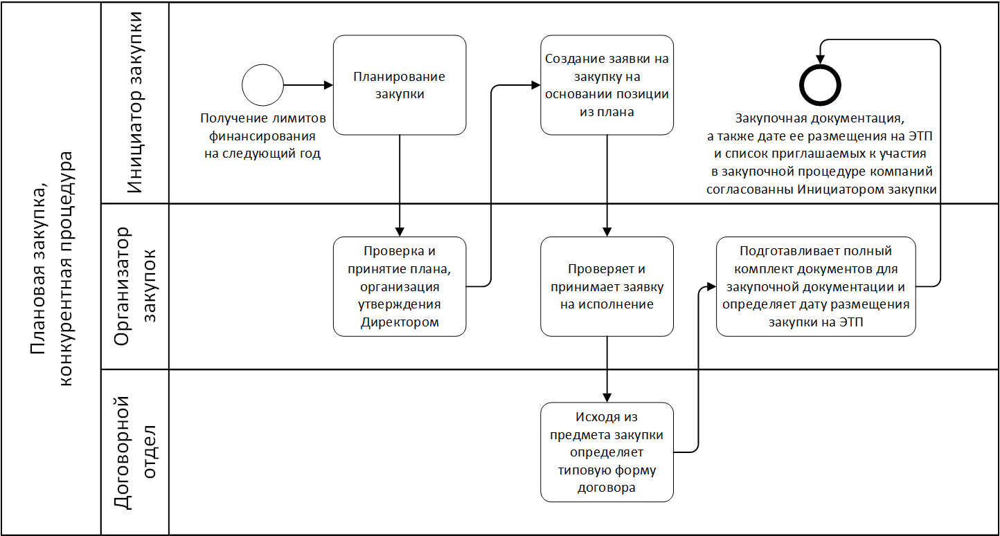 Плановая закупка,
конкурентная процедура
Инициатор закупки
Получение лимитов
финансирования
на следующий год
Планирование
закупки
Создание заявки на
закупку на
основании позиции
из плана
Закупочная документация,
а также дате ее размещения на ЭТП
и список приглашаемых к участия
в закупочной процедуре компаний
согласованны Инициатором закупки
Организатор
закупок
Проверка и
принятие плана,
организация
утверждения
Директором
Проверяет и
принимает заявку
на исполнение
Подготавливает полный
комплект документов для
закупочной документации и
определяет дату размещения
закупки на ЭТП
Договорной
отдел
Исходя из
предмета закупки
определяет
типовую форму
договора